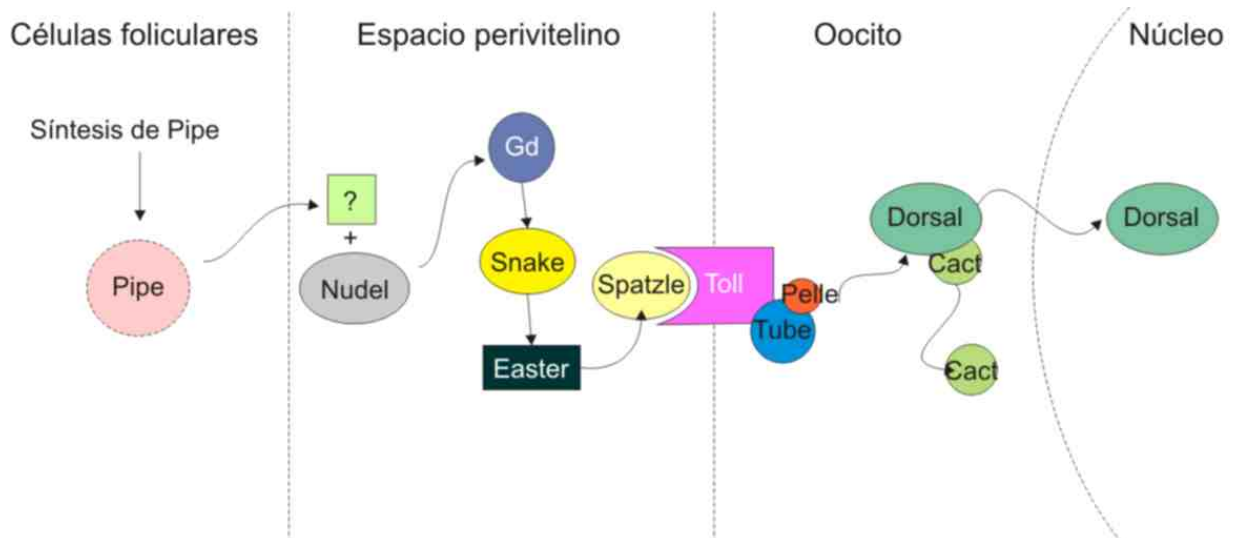 Células foliculares
Espacio perivitelino
Oocito
Núcleo
Síntesis de Pipe
Pipe
?
+
Nudel
Gd
Snake
Easter
Spatzle
Toll
Pelle
Tube
Dorsal
Cact
Cact
Dorsal